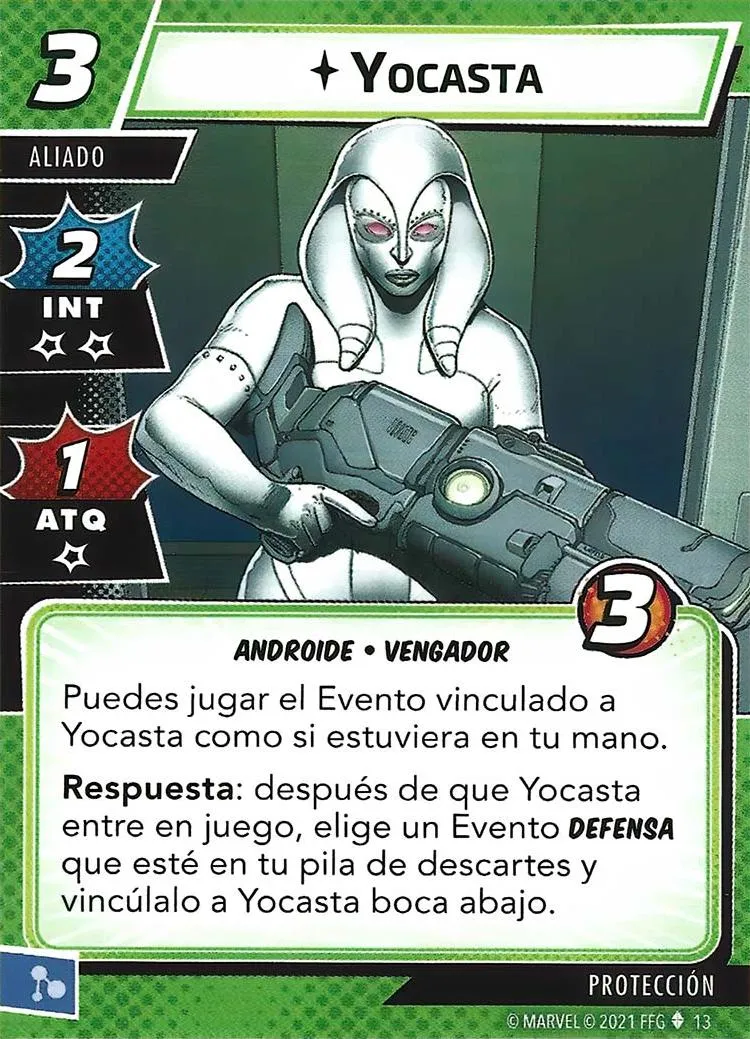 3
Yocasta
ALIADO
2
INT
1
ATQ
3
ANDROIDE • VENGADOR
Puedes jugar el Evento vinculado a
Yocasta como si estuviera en tu mano.
Respuesta: después de que Yocasta
entre en juego, elige un Evento DEFENSA
que esté en tu pila de descartes y
vincúlalo a Yocasta boca abajo.
PROTECCIÓN
© MARVEL © 2021 FFG 13